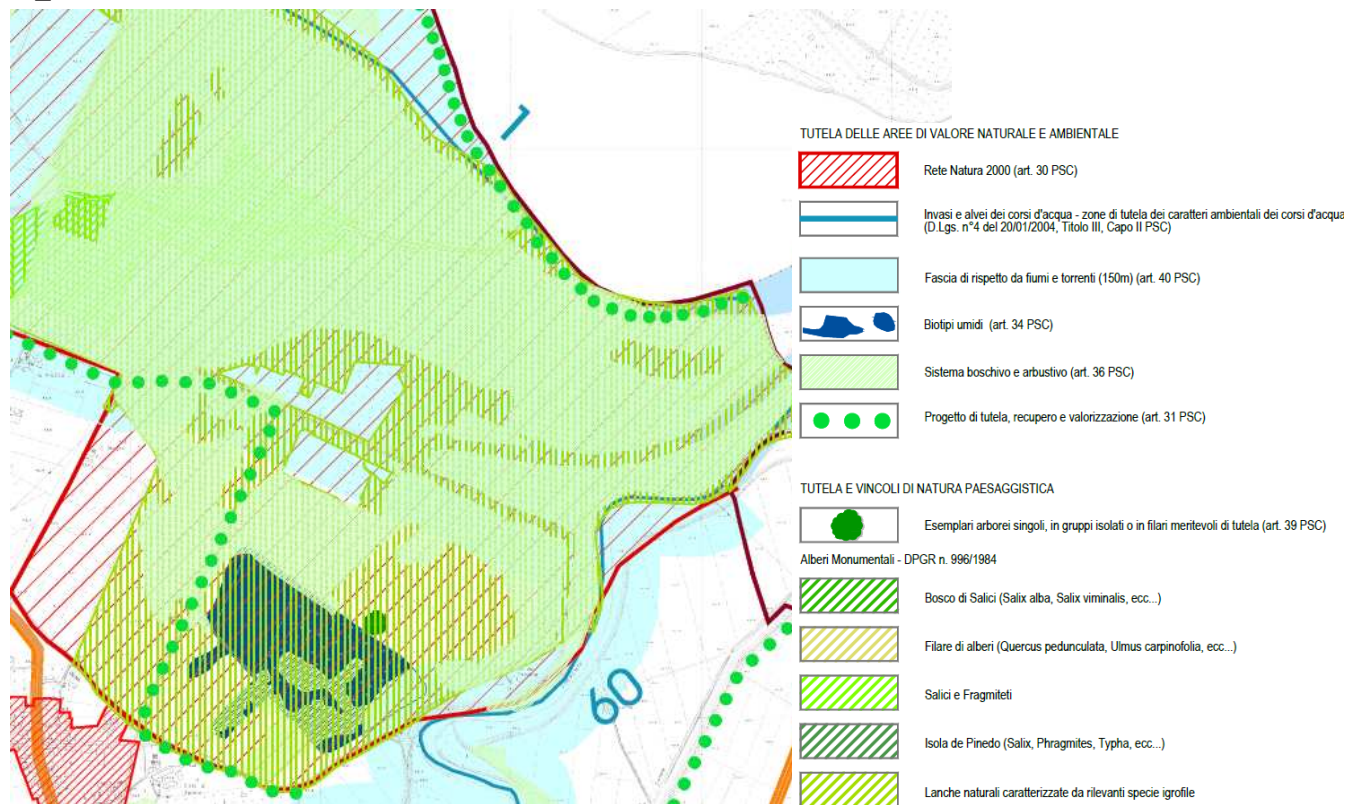 1
60
TUTELA DELLE AREE DI VALORE NATURALE E AMBIENTALE
Rete Natura 2000 (art. 30 PSC)
Invasi e alvei dei corsi d'acqua - zone di tutela dei caratteri ambientali dei corsi d'acqua
(D.Lgs. n°4 del 20/01/2004, Titolo III, Capo II PSC)
Fascia di rispetto da fiumi e torrenti (150m) (art. 40 PSC)
Biotipi umidi (art. 34 PSC)
Sistema boschivo e arbustivo (art. 36 PSC)
Progetto di tutela, recupero e valorizzazione (art. 31 PSC)
TUTELA E VINCOLI DI NATURA PAESAGGISTICA
Esemplari arborei singoli, in gruppi isolati o in filari meritevoli di tutela (art. 39 PSC)
Alberi Monumentali - DPGR n. 996/1984
Bosco di Salici (Salix alba, Salix viminalis, ecc...)
Filare di alberi (Quercus pedunculata, Ulmus carpinofolia, ecc...)
Salici e Fragmiteti
Isola de Pinedo (Salix, Phragmites, Typha, ecc...)
Lanche naturali caratterizzate da rilevanti specie igrofile